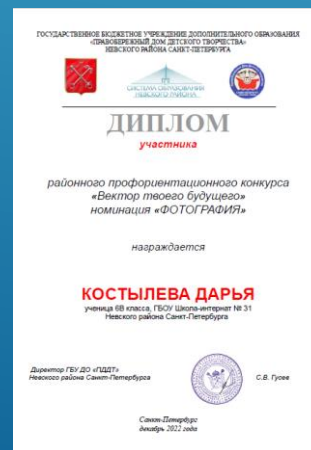 ГОСУДАРСТВЕННОЕ БЮДЖЕТНОЕ УЧРЕЖДЕНИЕ ДОПОЛНИТЕЛЬНОГО ОБРАЗОВАНИЯ
«ПРАВОБЕРЕЖНЫЙ ДОМ ДЕТСКОГО ТВОРЧЕСТВА»
НЕВСКОГО РАЙОНА САНКТ-ПЕТЕРБУРГА
СИСТЕМА ОБРАЗОВАНИЯ
НЕВСКОГО РАЙОНА
ДИПЛОМ
участника
районного профориентационного конкурса
«Вектор твоего будущего»
номинация «ФОТОГРАФИЯ»
награждается
КОСТЫЛЕВА ДАРЬЯ
ученица 6В класса, ГБОУ Школа-интернат № 31
Невского района Санкт-Петербурга
Директор ГБУ ДО «ПДДТ»
Невского района Санкт-Петербурга
С.В. Гусев
Санкт-Петербург
декабрь 2022 года